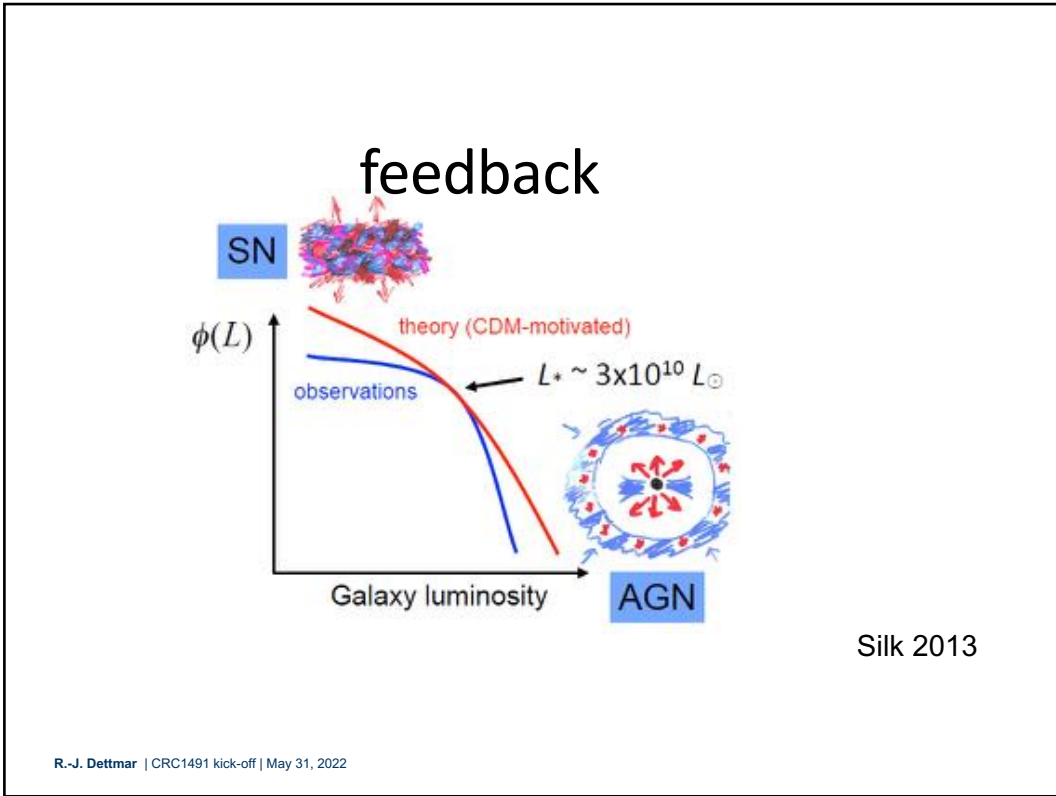 feedback
SN
ϕ(L)
theory (CDM-motivated)
observations
L* ~ 3x10¹⁰ L☉
Galaxy luminosity
AGN
Silk 2013
R.-J. Dettmar | CRC1491 kick-off | May 31, 2022